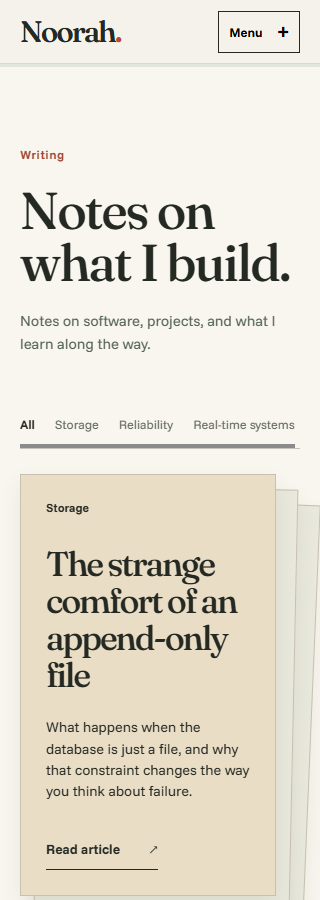 Noorah.
Menu +
Writing
Notes on
what I build.
Notes on software, projects, and what I
learn along the way.
All Storage Reliability Real-time systems
Storage
The strange
comfort of an
append-only
file
What happens when the
database is just a file, and why
that constraint changes the way
you think about failure.
Read article ↗